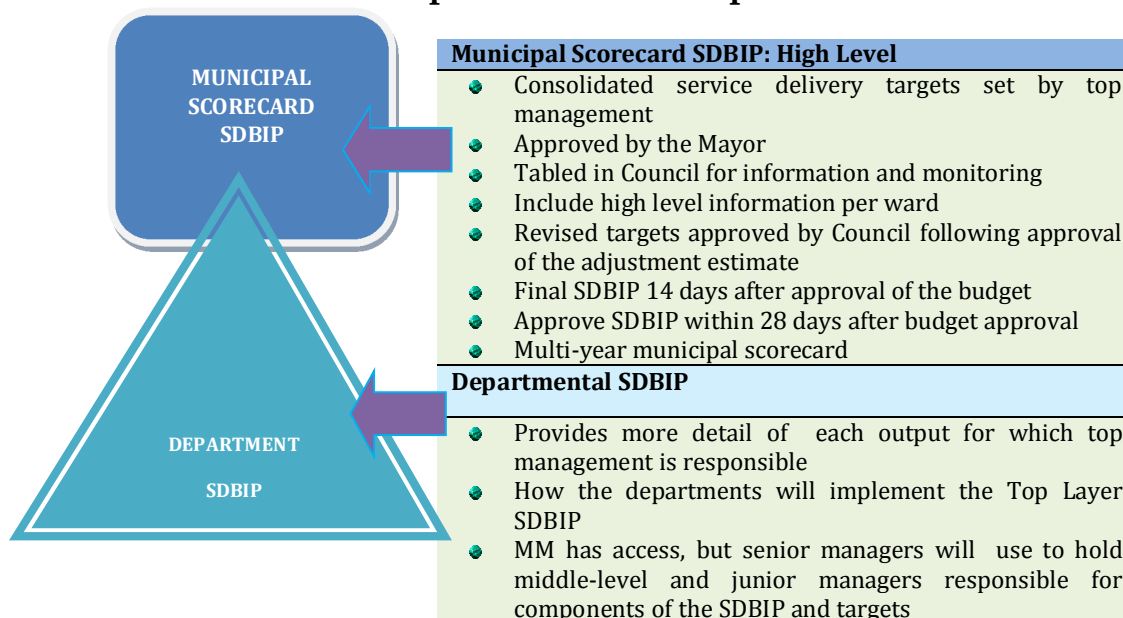 MUNICIPAL
SCORECARD
SDBIP
DEPARTMENT
SDBIP
Municipal Scorecard SDBIP: High Level
Consolidated service delivery targets set by top
management
Approved by the Mayor
Tabled in Council for information and monitoring
Include high level information per ward
Revised targets approved by Council following approval
of the adjustment estimate
Final SDBIP 14 days after approval of the budget
Approve SDBIP within 28 days after budget approval
Multi-year municipal scorecard
Departmental SDBIP
Provides more detail of each output for which top
management is responsible
How the departments will implement the Top Layer
SDBIP
MM has access, but senior managers will use to hold
middle-level and junior managers responsible for
components of the SDBIP and targets